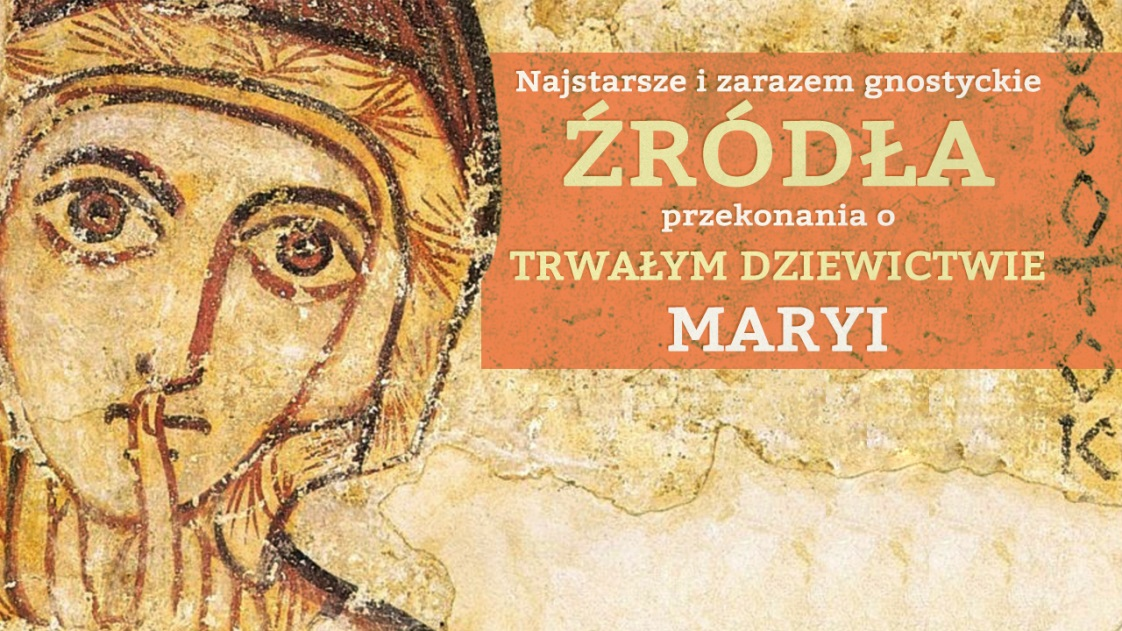 Najstarsze i zarazem gnostyckie
ŹRÓDŁA
przekonania o
TRWAŁYM DZIEWICTWIE
MARYI